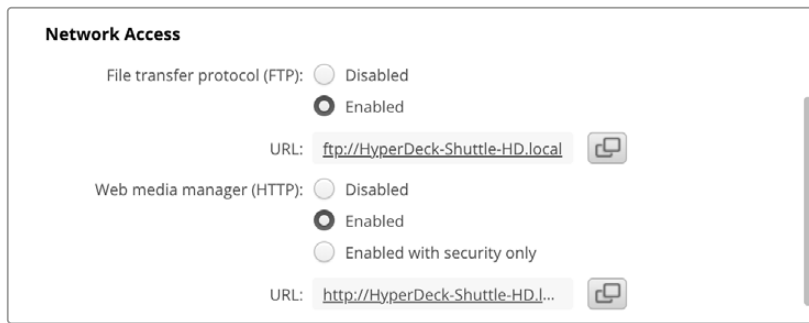 Network Access
File transfer protocol (FTP): Disabled
Enabled
URL: ftp://HyperDeck-Shuttle-HD.local
Web media manager (HTTP): Disabled
Enabled
Enabled with security only
URL: http://HyperDeck-Shuttle-HD.l...